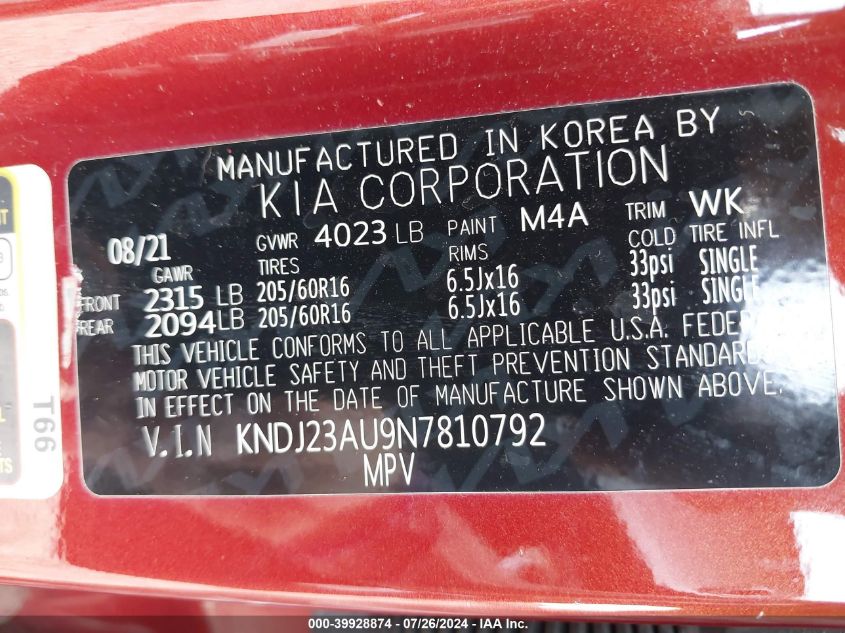 MANUFACTURED IN KOREA BY
KIA CORPORATION
08/21 GVWR 4023 LB PAINT M4A TRIM WK
GAWR TIRES RIMS COLD TIRE INFL
FRONT 2315 LB 205/60R16 6.5Jx16 33psi SINGLE
REAR 2094 LB 205/60R16 6.5Jx16 33psi SINGLE
THIS VEHICLE CONFORMS TO ALL APPLICABLE U.S.A. FEDER
MOTOR VEHICLE SAFETY AND THEFT PREVENTION STANDARD
IN EFFECT ON THE DATE OF MANUFACTURE SHOWN ABOVE.
V.I.N KNDJ23AU9N7810792
MPV
T66
000-39928874 / 07/26/2024 - IAA Inc.